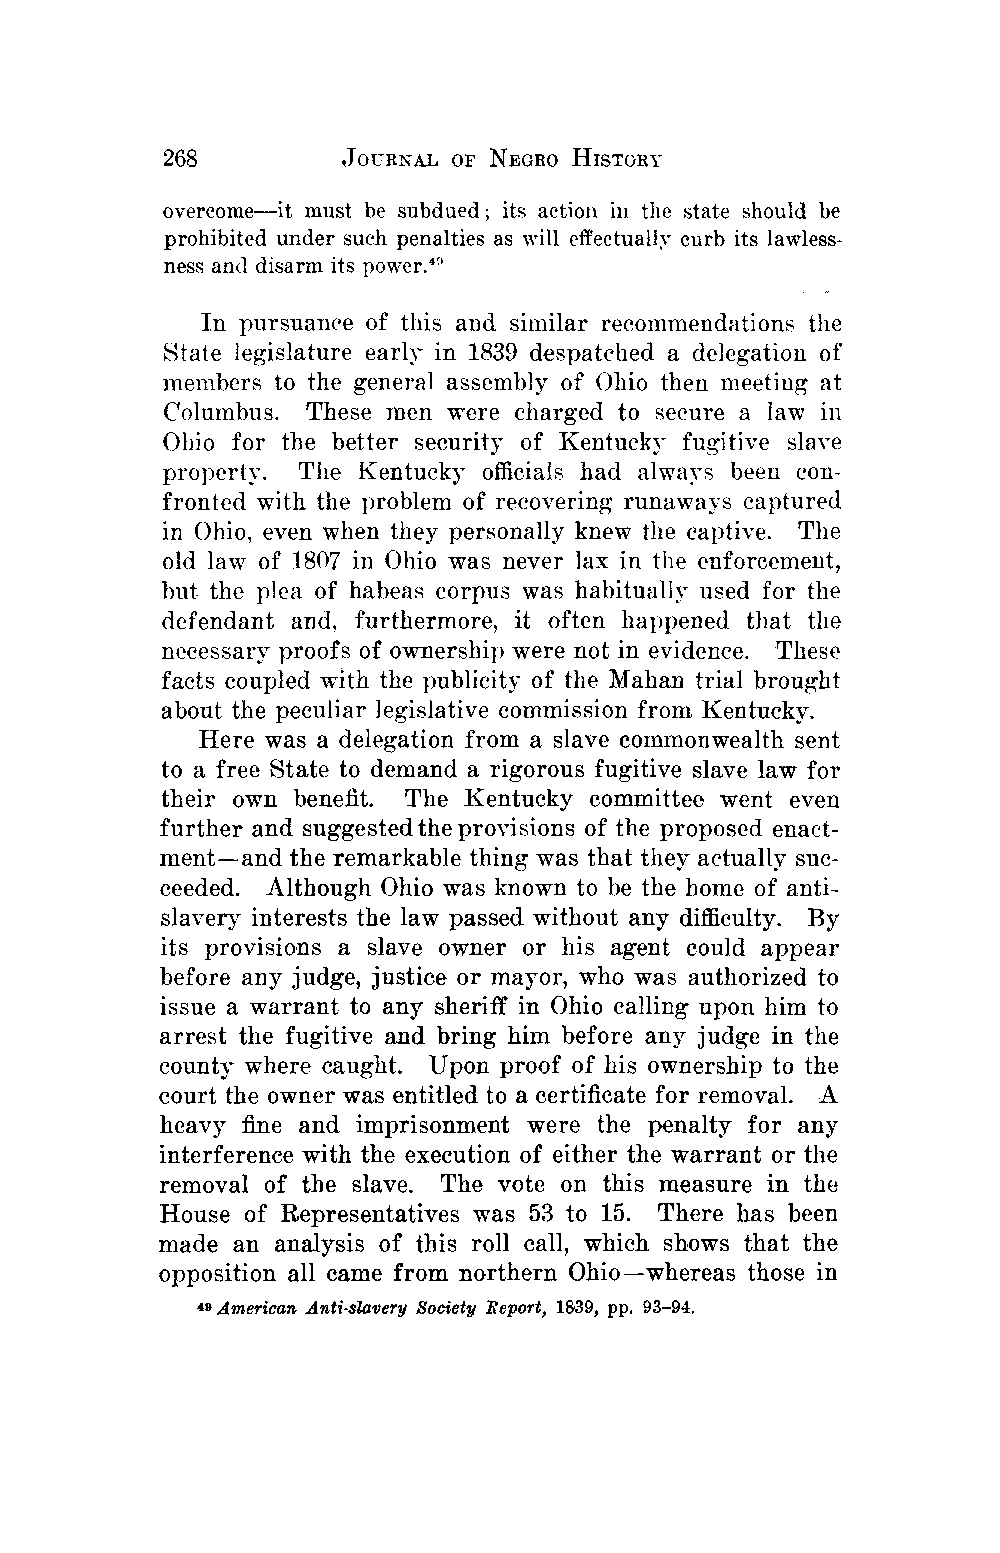 268 JOURNAL OF NEGRO HISTORY
overcome—it must be subdued; its action in the state should be
prohibited under such penalties as will effectually curb its lawless-
ness and disarm its power.⁴⁹
In pursuance of this and similar recommendations the
State legislature early in 1839 despatched a delegation of
members to the general assembly of Ohio then meeting at
Columbus. These men were charged to secure a law in
Ohio for the better security of Kentucky fugitive slave
property. The Kentucky officials had always been con-
fronted with the problem of recovering runaways captured
in Ohio, even when they personally knew the captive. The
old law of 1807 in Ohio was never lax in the enforcement,
but the plea of habeas corpus was habitually used for the
defendant and, furthermore, it often happened that the
necessary proofs of ownership were not in evidence. These
facts coupled with the publicity of the Mahan trial brought
about the peculiar legislative commission from Kentucky.
Here was a delegation from a slave commonwealth sent
to a free State to demand a rigorous fugitive slave law for
their own benefit. The Kentucky committee went even
further and suggested the provisions of the proposed enact-
ment—and the remarkable thing was that they actually suc-
ceeded. Although Ohio was known to be the home of anti-
slavery interests the law passed without any difficulty. By
its provisions a slave owner or his agent could appear
before any judge, justice or mayor, who was authorized to
issue a warrant to any sheriff in Ohio calling upon him to
arrest the fugitive and bring him before any judge in the
county where caught. Upon proof of his ownership to the
court the owner was entitled to a certificate for removal. A
heavy fine and imprisonment were the penalty for any
interference with the execution of either the warrant or the
removal of the slave. The vote on this measure in the
House of Representatives was 53 to 15. There has been
made an analysis of this roll call, which shows that the
opposition all came from northern Ohio—whereas those in
⁴⁹ American Anti-slavery Society Report, 1839, pp. 93–94.